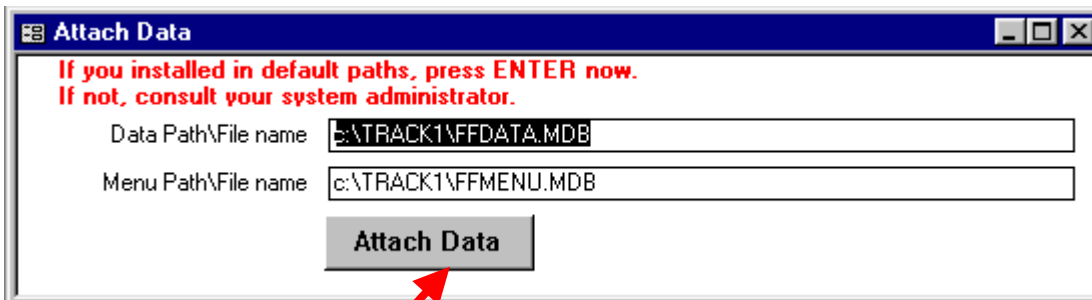 Attach Data
If you installed in default paths, press ENTER now.
If not, consult your system administrator.
Data Path\File name c:\TRACK1\FFDATA.MDB
Menu Path\File name c:\TRACK1\FFMENU.MDB
Attach Data